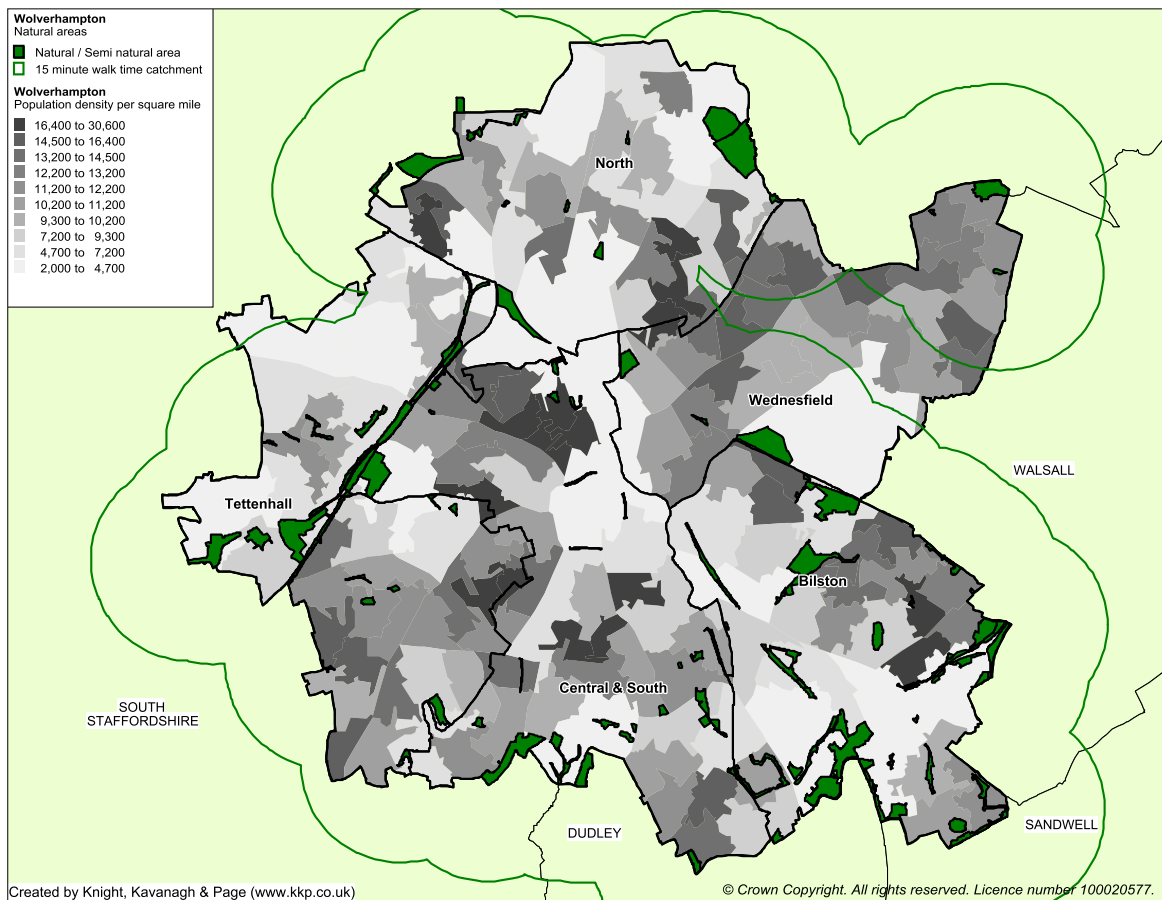 Wolverhampton
Natural areas
Natural / Semi natural area
15 minute walk time catchment
Wolverhampton
Population density per square mile
16,400 to 30,600
14,500 to 16,400
13,200 to 14,500
12,200 to 13,200
11,200 to 12,200
10,200 to 11,200
9,300 to 10,200
7,200 to 9,300
4,700 to 7,200
2,000 to 4,700
North
Wednesfield
WALSALL
Tettenhall
Bilston
Central & South
SOUTH
STAFFORDSHIRE
DUDLEY
SANDWELL
Created by Knight, Kavanagh & Page (www.kkp.co.uk)
© Crown Copyright. All rights reserved. Licence number 100020577.